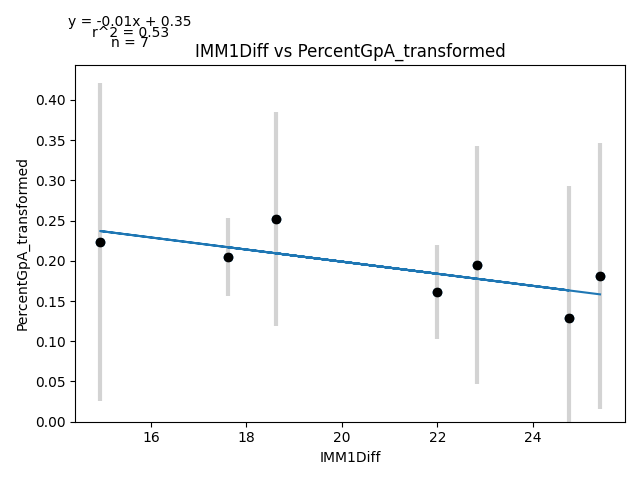 y = -0.01x + 0.35
r^2 = 0.53
n = 7
IMM1Diff vs PercentGpA_transformed
PercentGpA_transformed
0.40
0.35
0.30
0.25
0.20
0.15
0.10
0.05
0.00
16 18 20 22 24
IMM1Diff